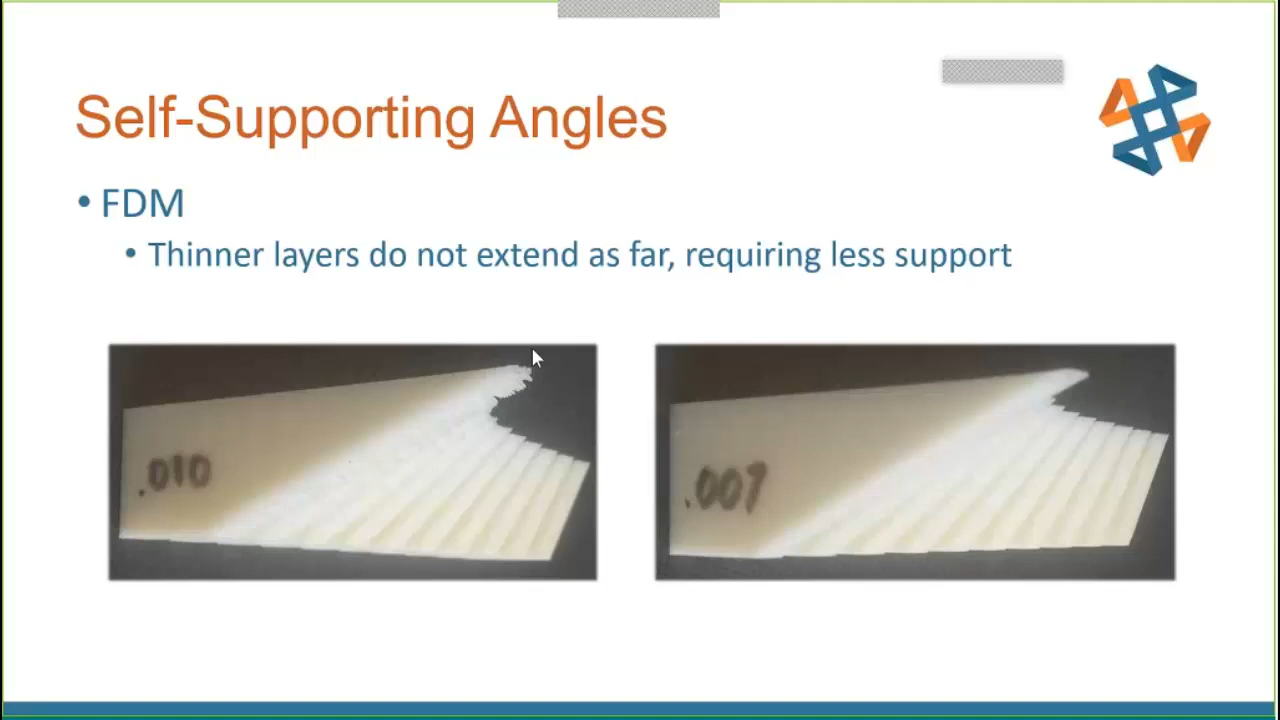 Self-Supporting Angles
• FDM
• Thinner layers do not extend as far, requiring less support
.010
.007